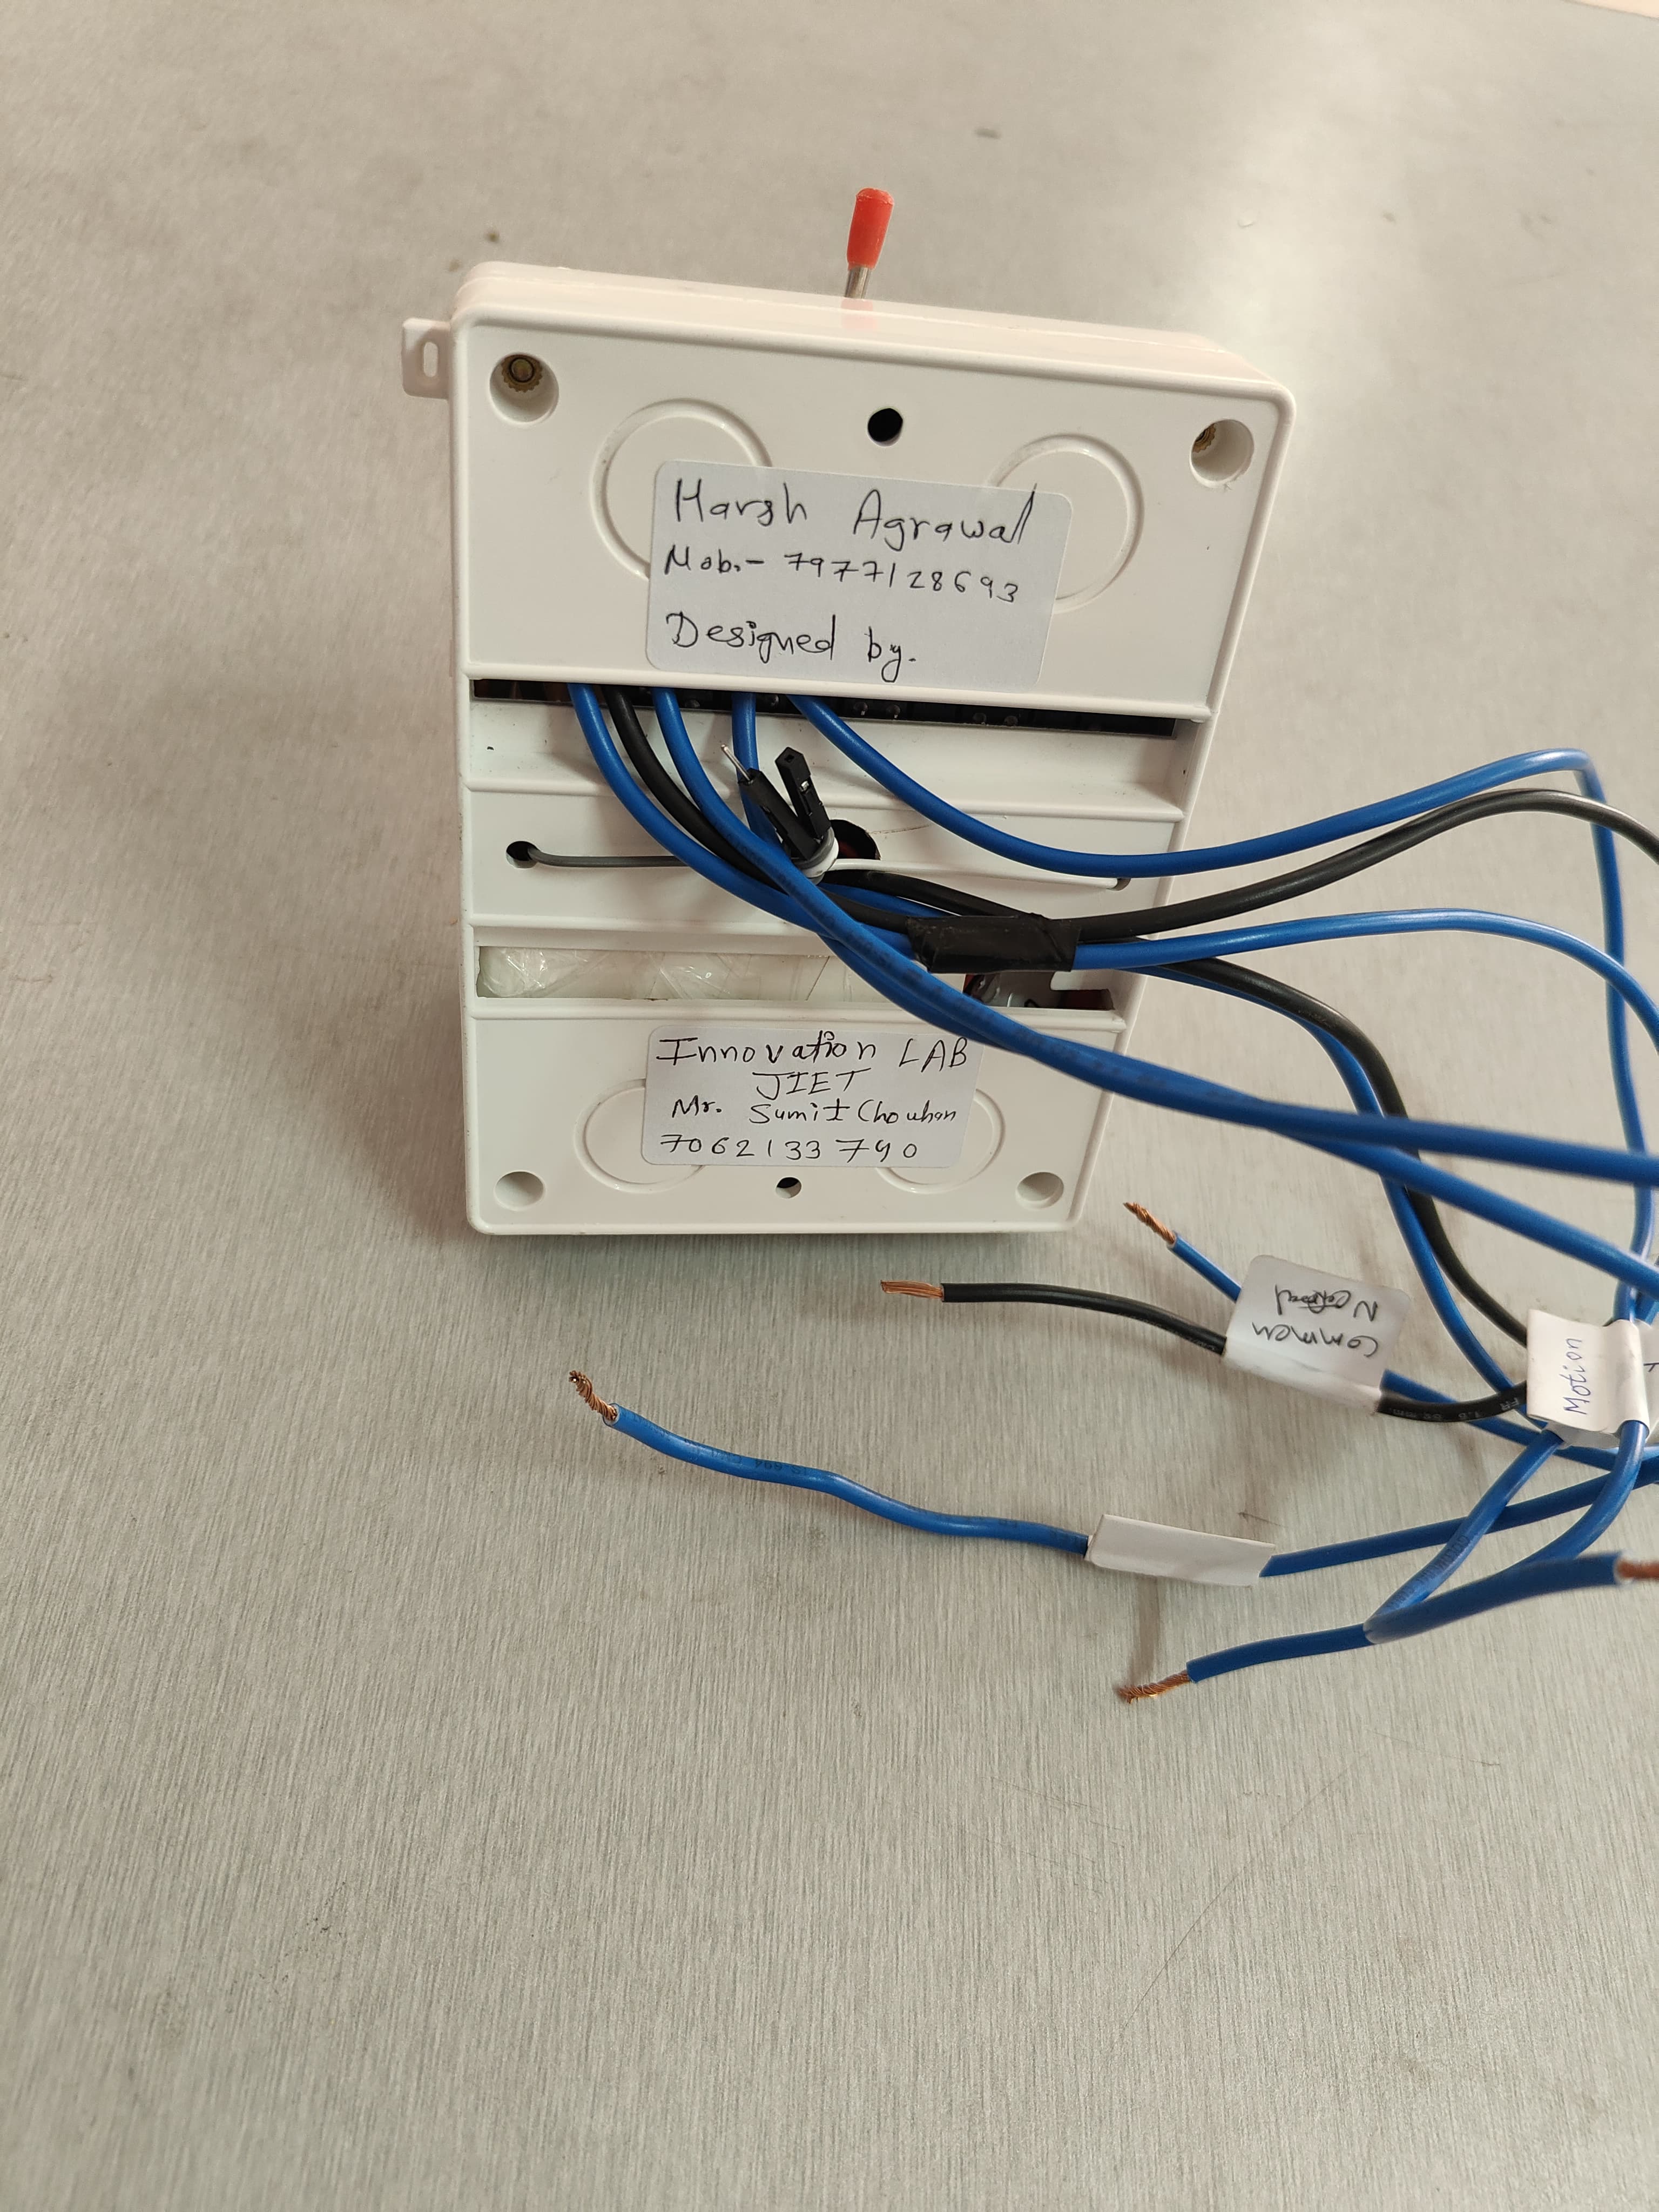 Harsh Agrawal
Mob.- 7977128693
Designed by.
Innovation LAB
JIET
Mr. Sumit Chouhan
7062133790
Common
Motion